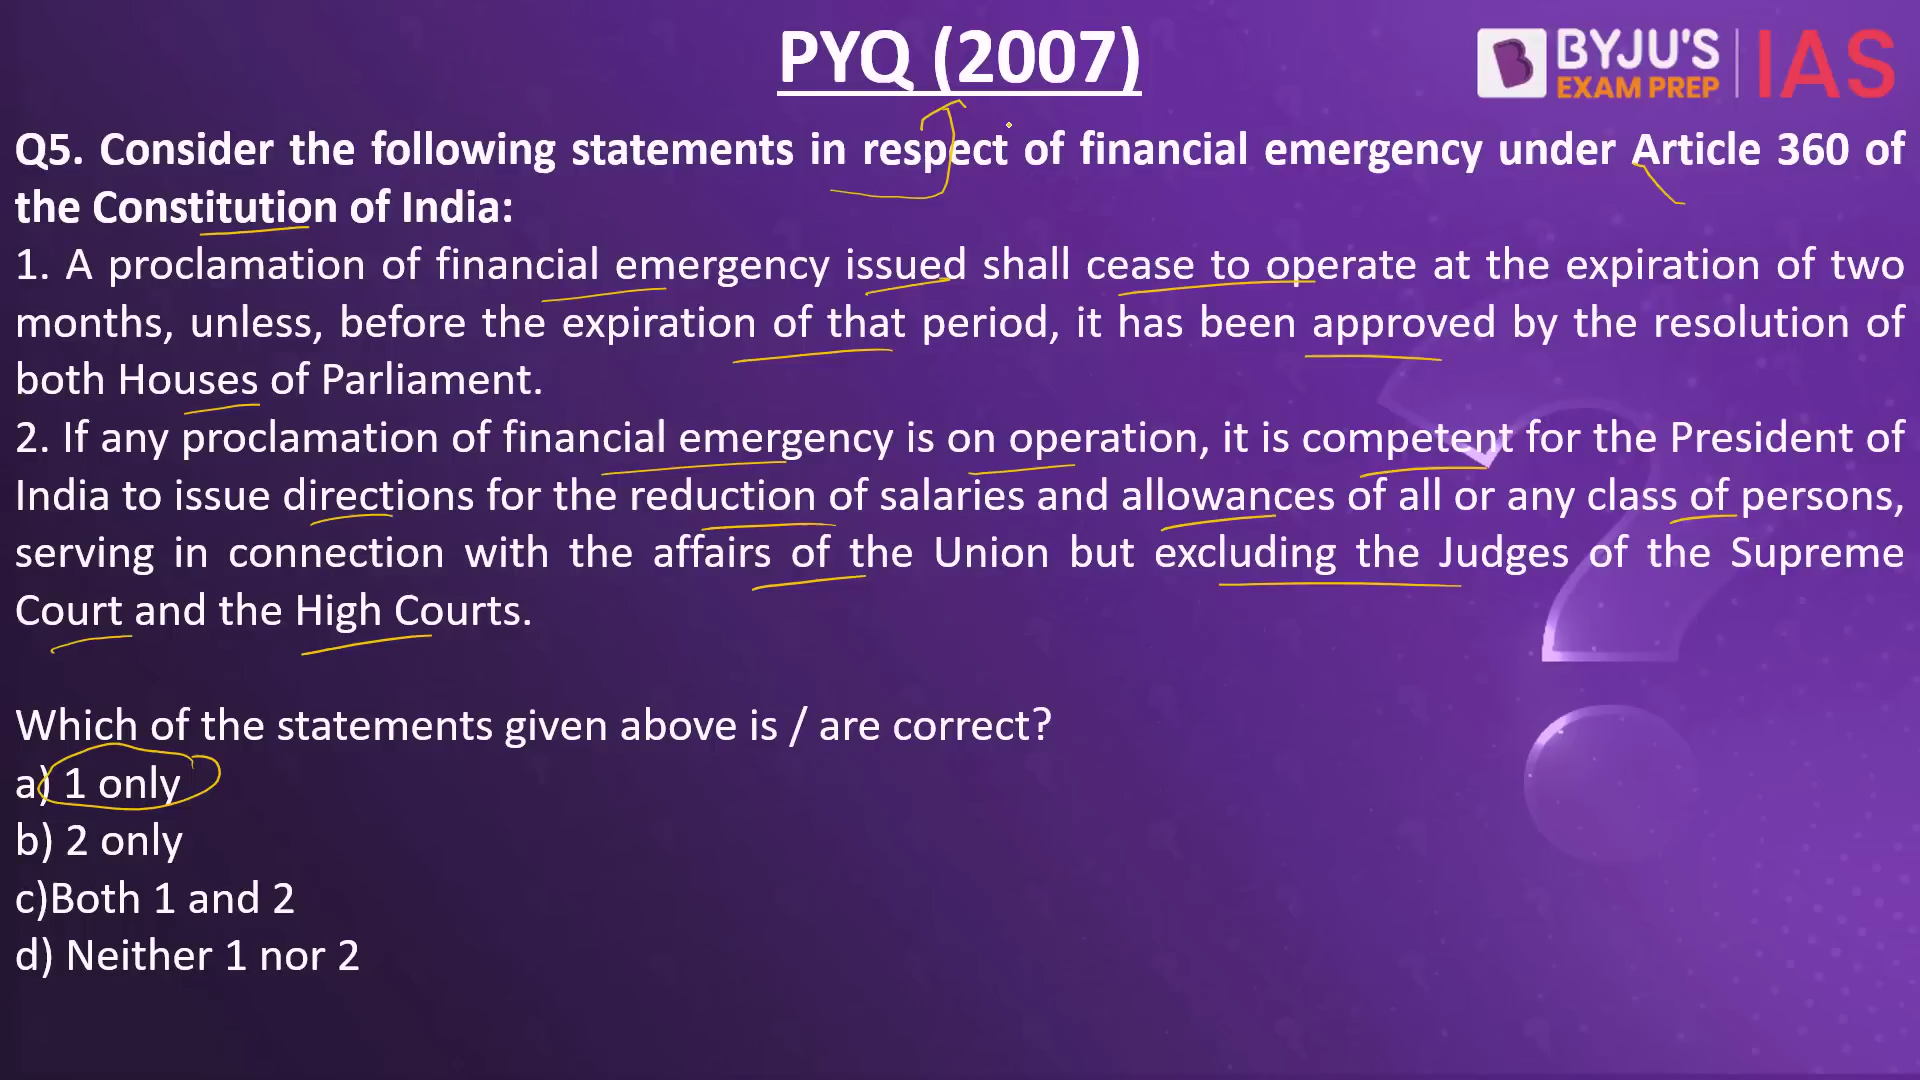 PYQ (2007)
BYJU'S
EXAM PREP
IAS
Q5. Consider the following statements in respect of financial emergency under Article 360 of
the Constitution of India:
1. A proclamation of financial emergency issued shall cease to operate at the expiration of two
months, unless, before the expiration of that period, it has been approved by the resolution of
both Houses of Parliament.
2. If any proclamation of financial emergency is on operation, it is competent for the President of
India to issue directions for the reduction of salaries and allowances of all or any class of persons,
serving in connection with the affairs of the Union but excluding the Judges of the Supreme
Court and the High Courts.
Which of the statements given above is / are correct?
a) 1 only
b) 2 only
c)Both 1 and 2
d) Neither 1 nor 2